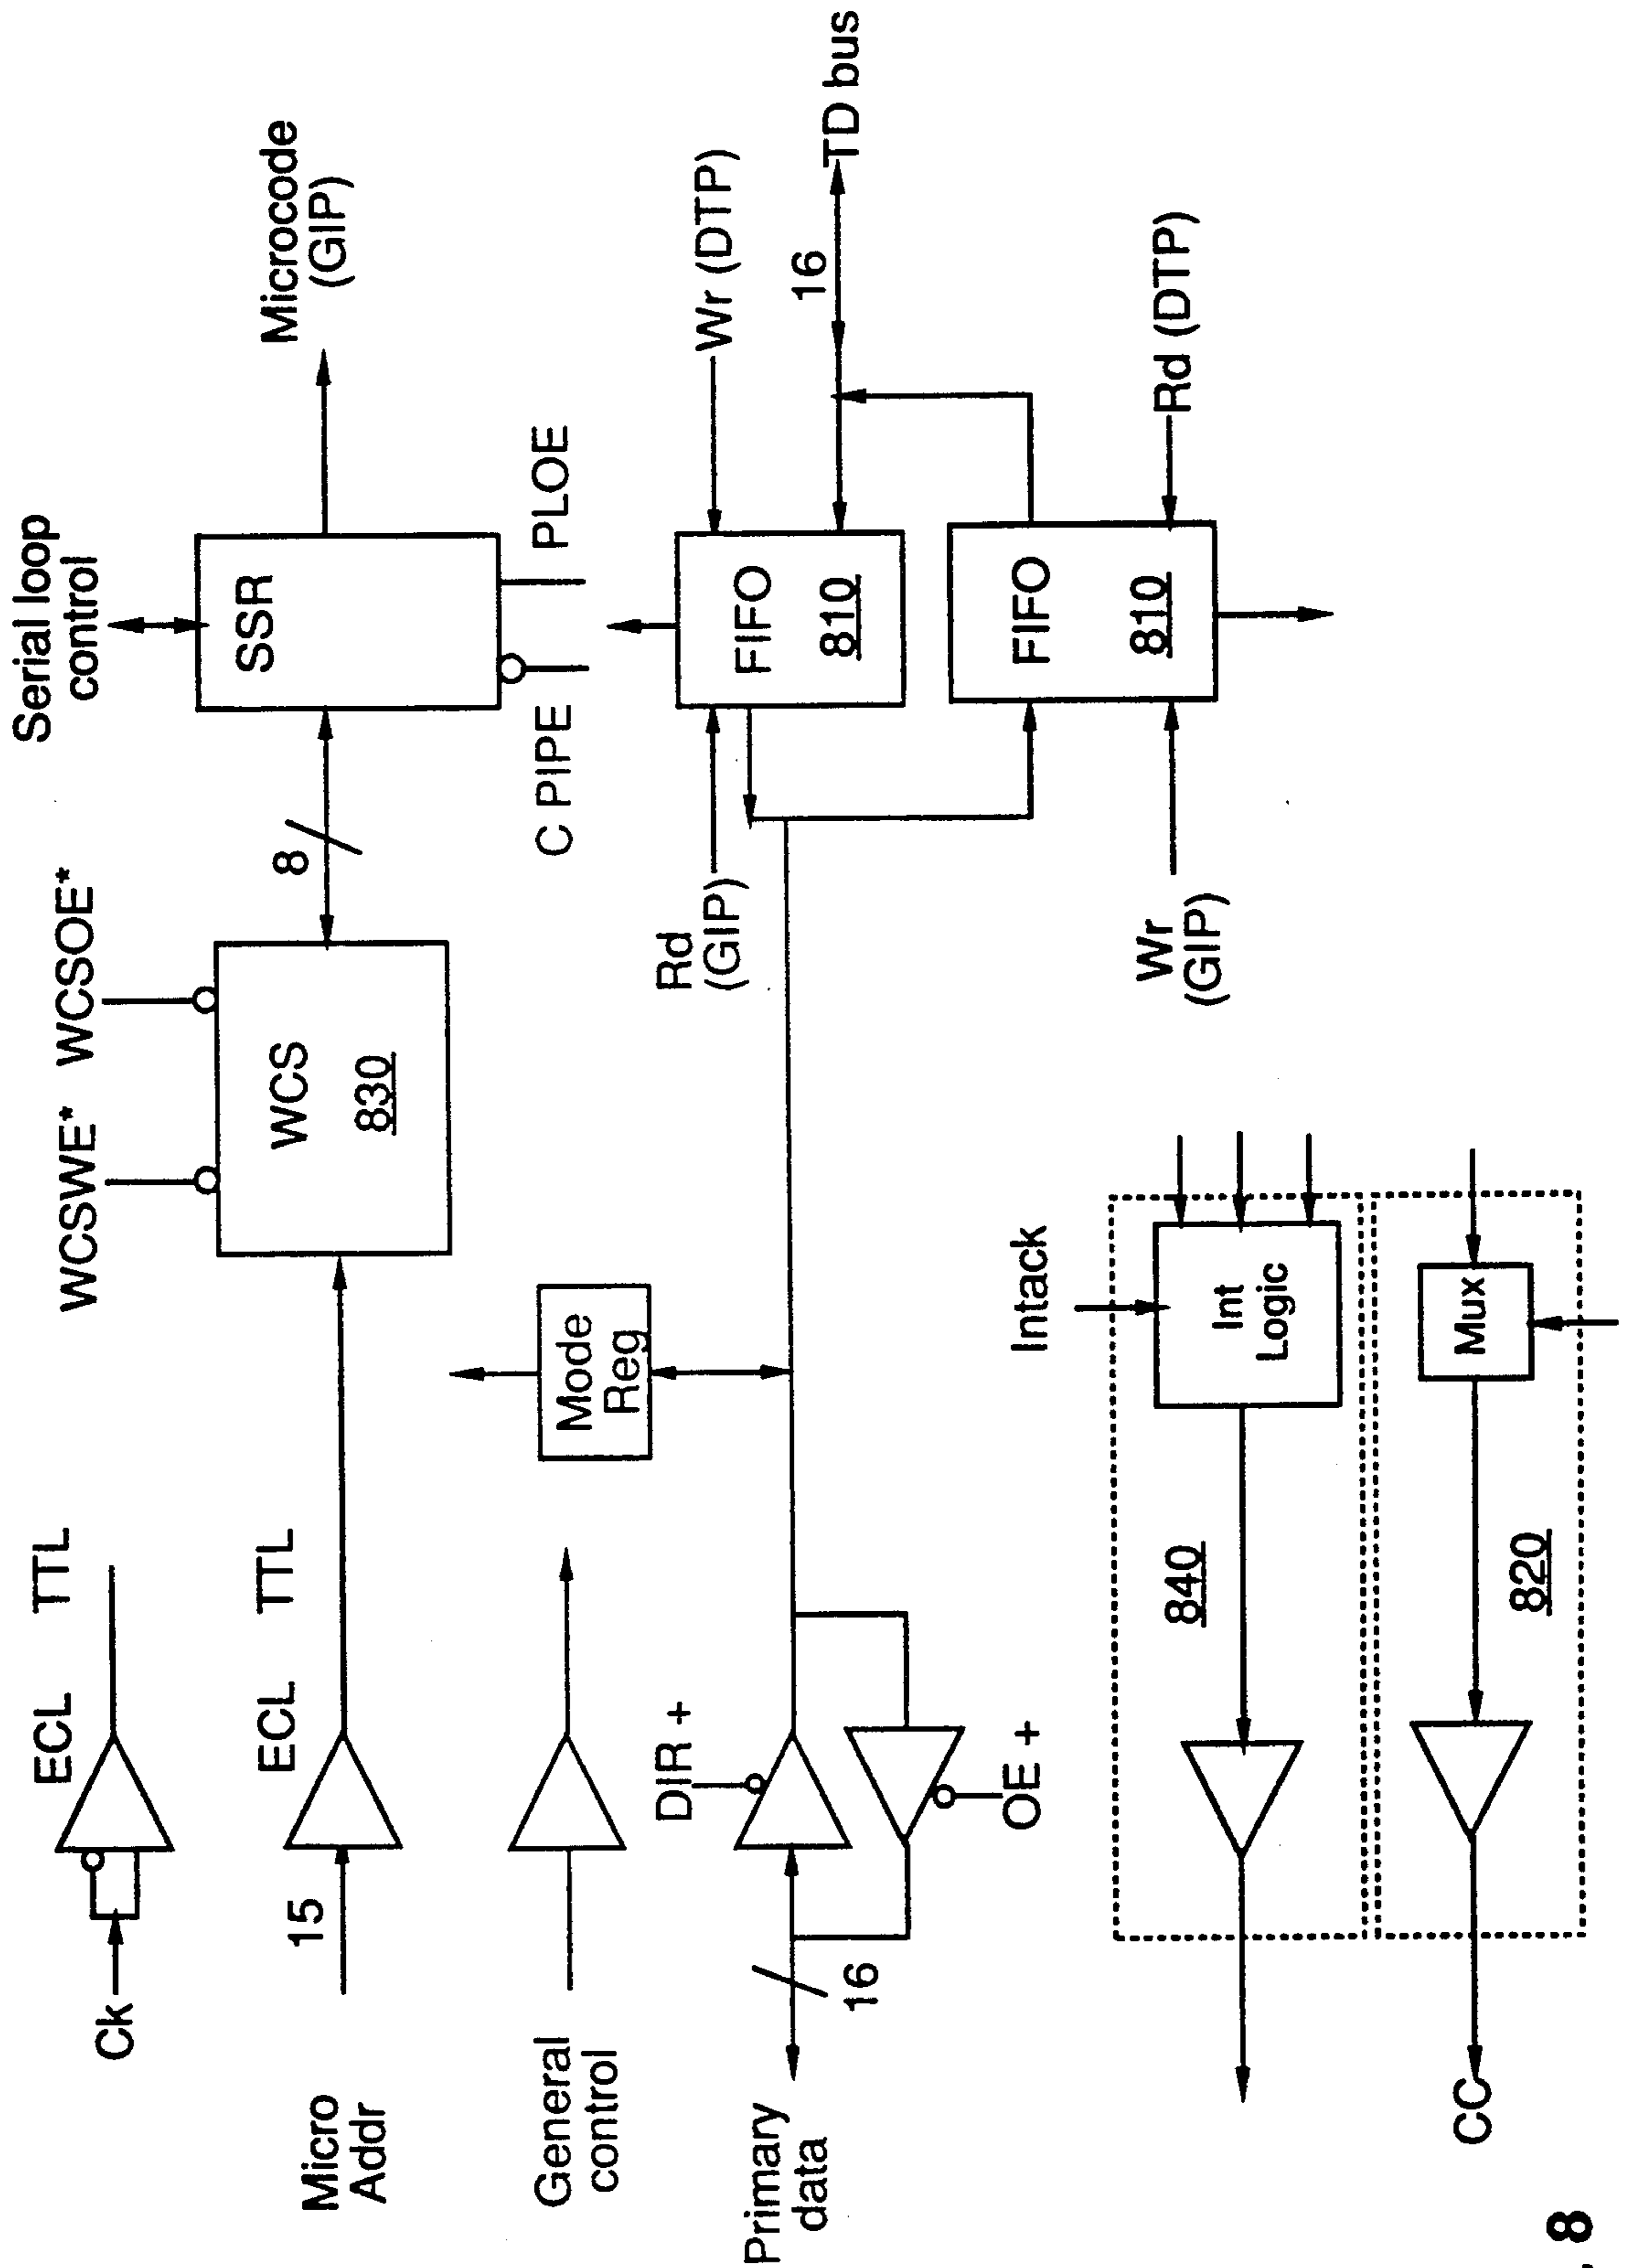 Serial loop
control
WCSWE*
WCSOE*
ECL
TTL
Ck
Microcode
(GIP)
SSR
8
WCS
830
ECL
TTL
15
Micro
Addr
C PIPE
PLOE
Mode
Reg
General
control
Wr (DTP)
FIFO
810
Rd
(GIP)
DIR +
16
TD bus
Primary
data
16
OE +
FIFO
810
Rd (DTP)
Wr
(GIP)
Intack
Int
Logic
840
Mux
820
CC
8